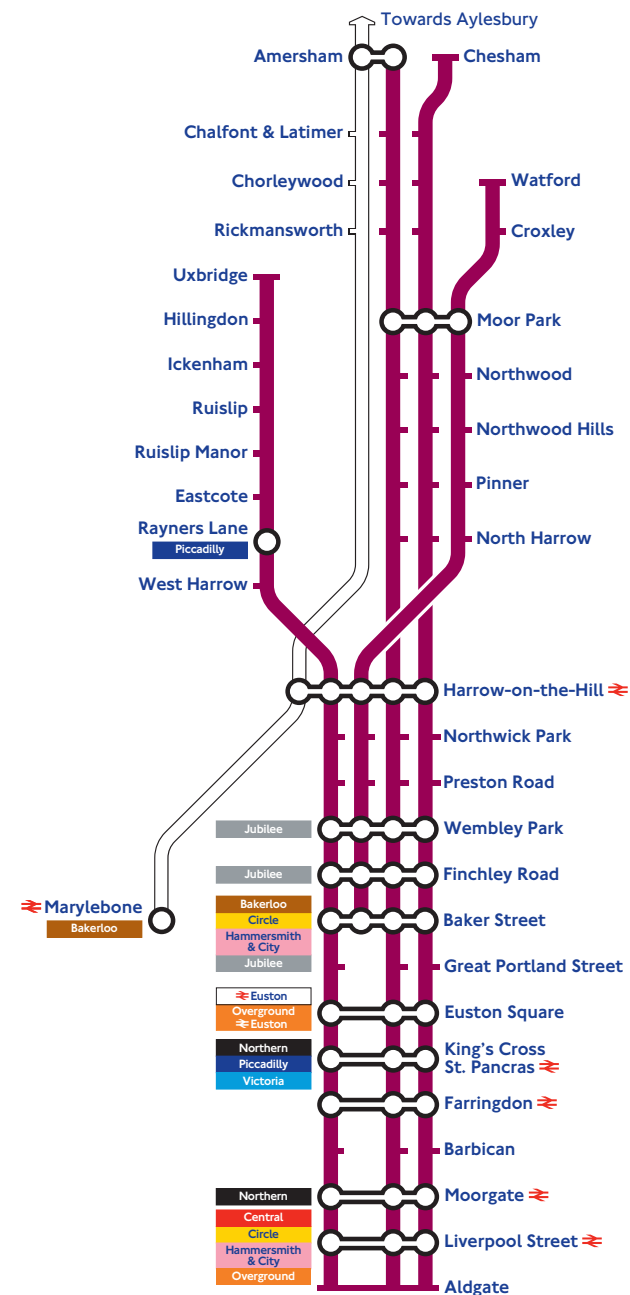 Towards Aylesbury
Amersham
Chesham
Chalfont & Latimer
Chorleywood
Watford
Rickmansworth
Croxley
Uxbridge
Hillingdon
Moor Park
Ickenham
Northwood
Ruislip
Northwood Hills
Ruislip Manor
Pinner
Eastcote
Rayners Lane
Piccadilly
North Harrow
West Harrow
Harrow-on-the-Hill
Northwick Park
Preston Road
Jubilee
Wembley Park
Jubilee
Finchley Road
Marylebone
Bakerloo
Bakerloo
Circle
Hammersmith
& City
Jubilee
Baker Street
Great Portland Street
Euston
Overground
Euston
Euston Square
Northern
Piccadilly
Victoria
King's Cross
St. Pancras
Farringdon
Barbican
Northern
Moorgate
Central
Circle
Hammersmith
& City
Overground
Liverpool Street
Aldgate